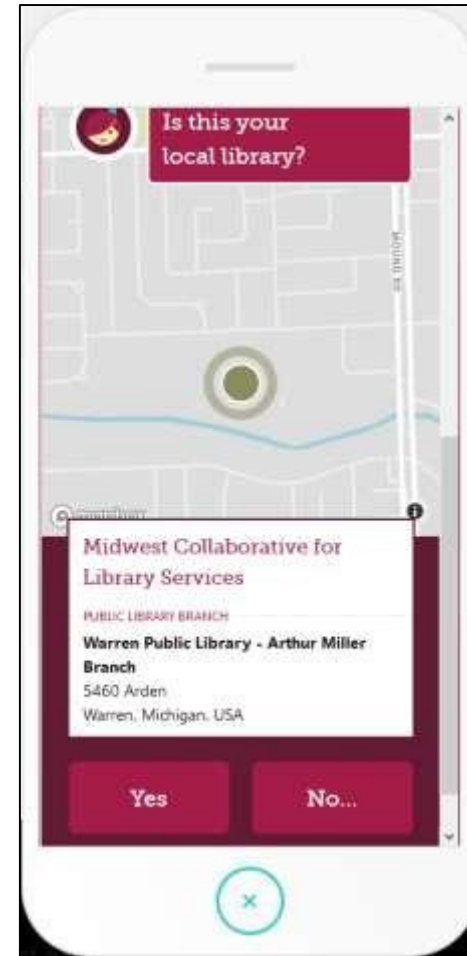 Is this your
local library?
Midwest Collaborative for
Library Services
PUBLIC LIBRARY BRANCH
Warren Public Library - Arthur Miller
Branch
5460 Arden
Warren, Michigan, USA
Yes
No...